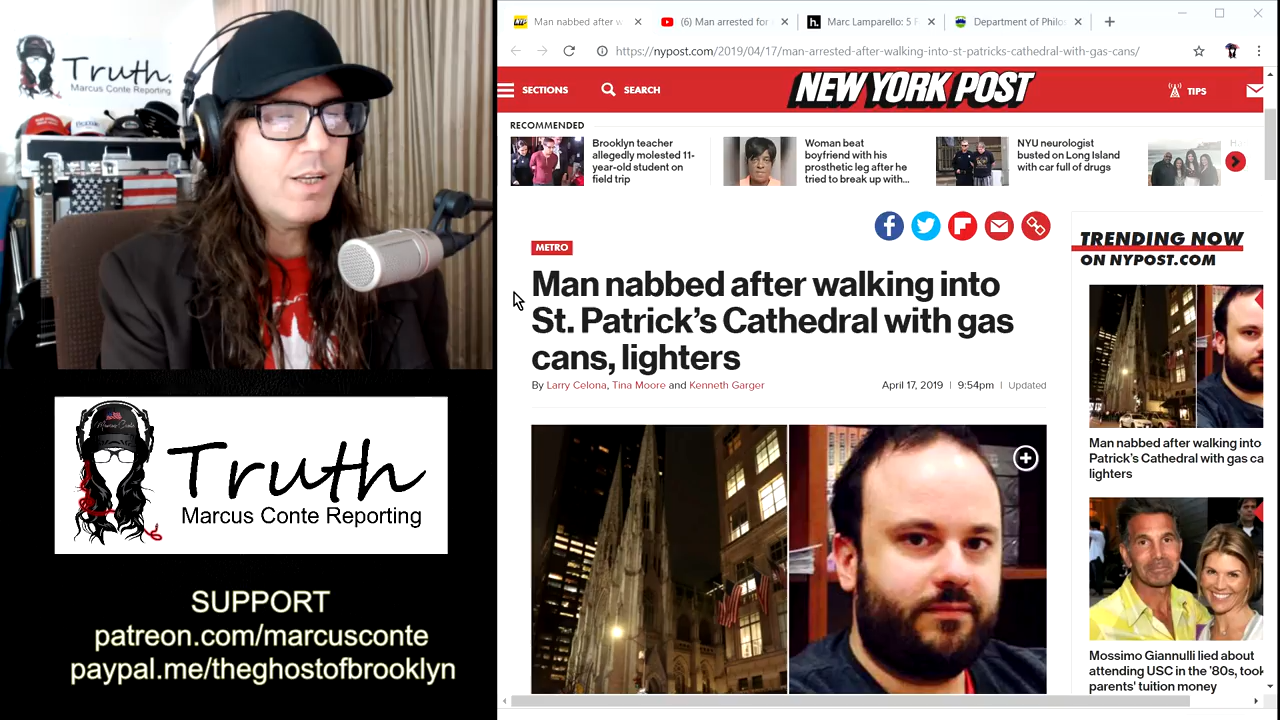 Truth.
Marcus Conte Reporting
Truth
Marcus Conte Reporting
SUPPORT
patreon.com/marcusconte
paypal.me/theghostofbrooklyn
Man nabbed after w
(6) Man arrested for
Marc Lamparello: 5 F
Department of Philos
https://nypost.com/2019/04/17/man-arrested-after-walking-into-st-patricks-cathedral-with-gas-cans/
SECTIONS
SEARCH
NEW YORK POST
TIPS
RECOMMENDED
Brooklyn teacher
allegedly molested 11-
year-old student on
field trip
Woman beat
boyfriend with his
prosthetic leg after he
tried to break up with...
NYU neurologist
busted on Long Island
with car full of drugs
METRO
Man nabbed after walking into
St. Patrick's Cathedral with gas
cans, lighters
By Larry Celona, Tina Moore and Kenneth Garger
April 17, 2019 | 9:54pm | Updated
TRENDING NOW
ON NYPOST.COM
Man nabbed after walking into
Patrick's Cathedral with gas ca
lighters
Mossimo Giannulli lied about
attending USC in the '80s, took
parents' tuition money